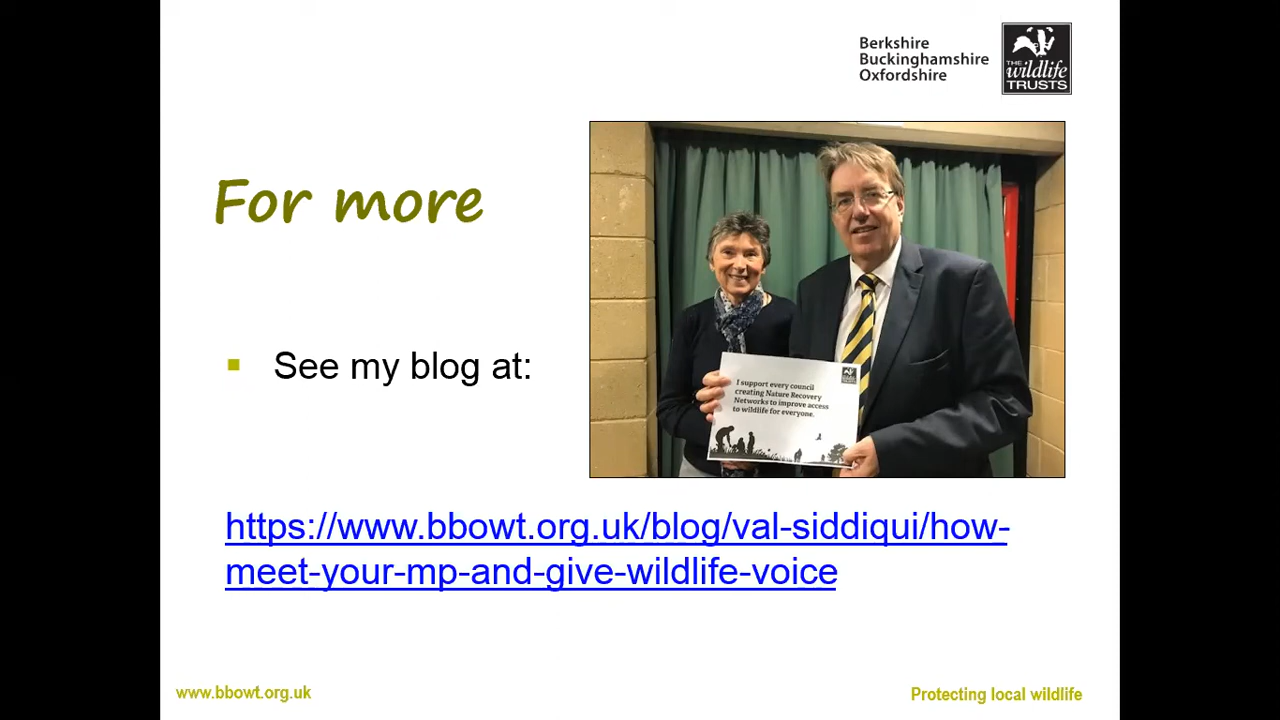 Berkshire
Buckinghamshire
Oxfordshire
THE
wildlife
TRUSTS
For more
I support every council
creating Nature Recovery
Networks to improve access
to wildlife for everyone.
See my blog at:
https://www.bbowt.org.uk/blog/val-siddiqui/how-
meet-your-mp-and-give-wildlife-voice
www.bbowt.org.uk
Protecting local wildlife